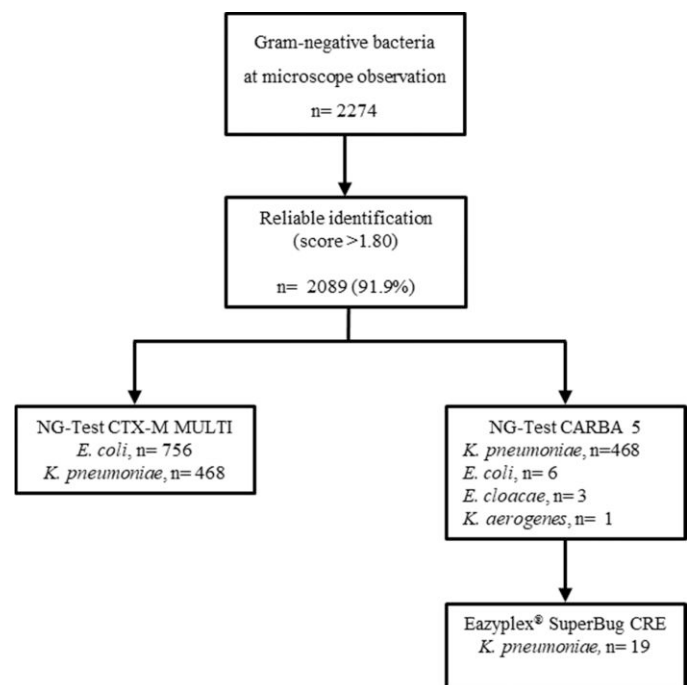 Gram-negative bacteria
at microscope observation
n= 2274
Reliable identification
(score >1.80)
n= 2089 (91.9%)
NG-Test CTX-M MULTI
E. coli, n= 756
K. pneumoniae, n= 468
NG-Test CARBA 5
K. pneumoniae, n=468
E. coli, n= 6
E. cloacae, n= 3
K. aerogenes, n= 1
Eazyplex® SuperBug CRE
K. pneumoniae, n= 19